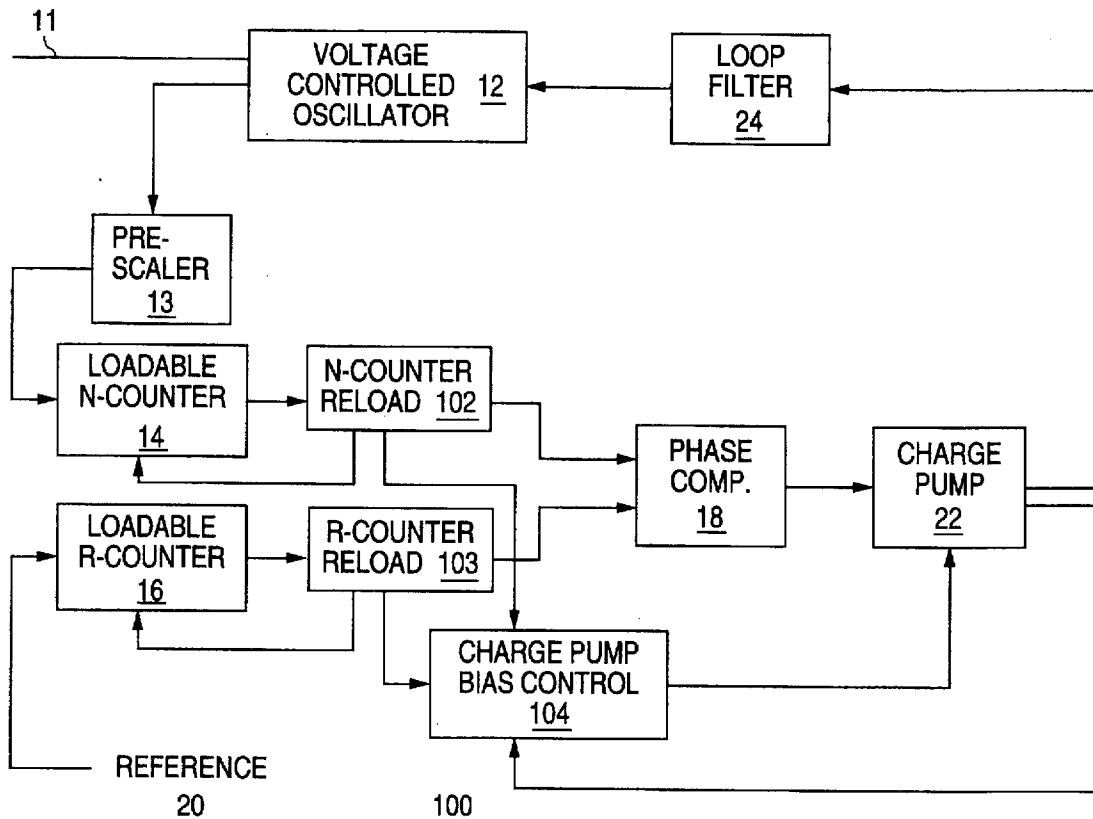 11
VOLTAGE
CONTROLLED 12
OSCILLATOR
LOOP
FILTER
24
PRE-
SCALER
13
LOADABLE
N-COUNTER
14
N-COUNTER
RELOAD 102
LOADABLE
R-COUNTER
16
R-COUNTER
RELOAD 103
PHASE
COMP.
18
CHARGE
PUMP
22
CHARGE PUMP
BIAS CONTROL
104
REFERENCE
20
100